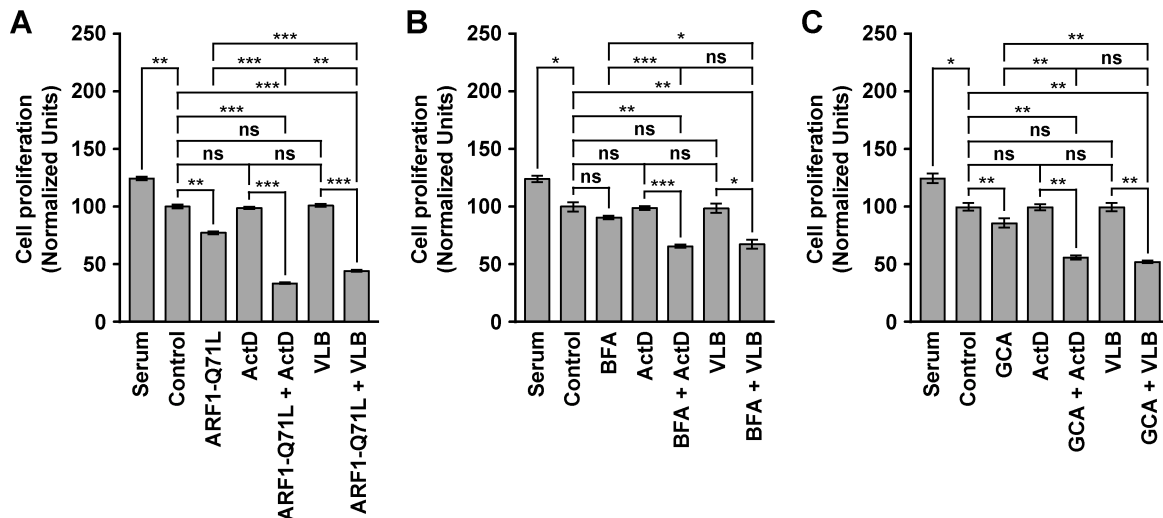 A
Cell proliferation
(Normalized Units)
250
200
150
100
50
0
***
** *** **
***
***
ns
ns ns
** *** ***
Serum
Control
ARF1-Q71L
ActD
ARF1-Q71L + ActD
VLB
ARF1-Q71L + VLB
B
Cell proliferation
(Normalized Units)
250
200
150
100
50
0
*
* *** ns
**
**
ns
ns ns
ns *** *
Serum
Control
BFA
ActD
BFA + ActD
VLB
BFA + VLB
C
Cell proliferation
(Normalized Units)
250
200
150
100
50
0
**
* ** ns
**
**
ns
ns ns
** ** **
Serum
Control
GCA
ActD
GCA + ActD
VLB
GCA + VLB